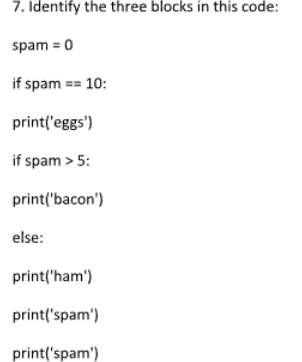 7. Identify the three blocks in this code:
spam = 0
if spam == 10:
print('eggs')
if spam > 5:
print('bacon')
else:
print('ham')
print('spam')
print('spam')